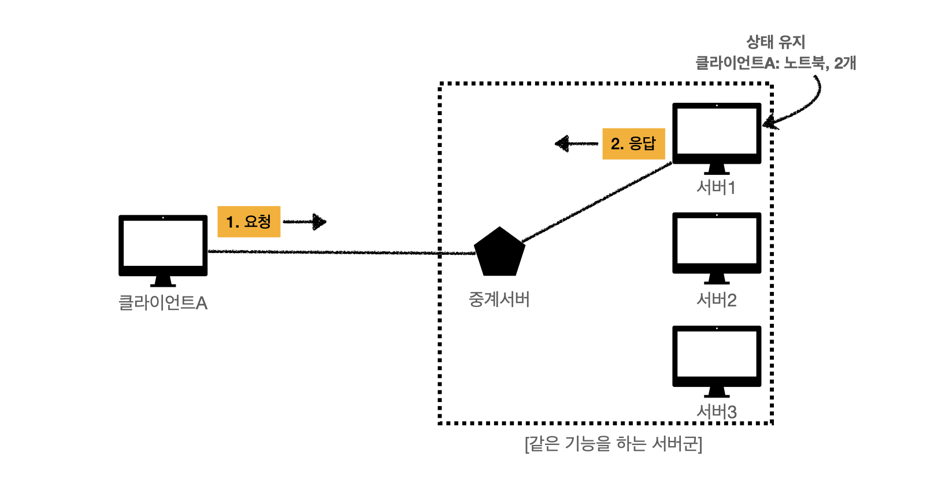 상태 유지
클라이언트A: 노트북, 2개
2. 응답
서버1
1. 요청
클라이언트A
중계서버
서버2
서버3
[같은 기능을 하는 서버군]